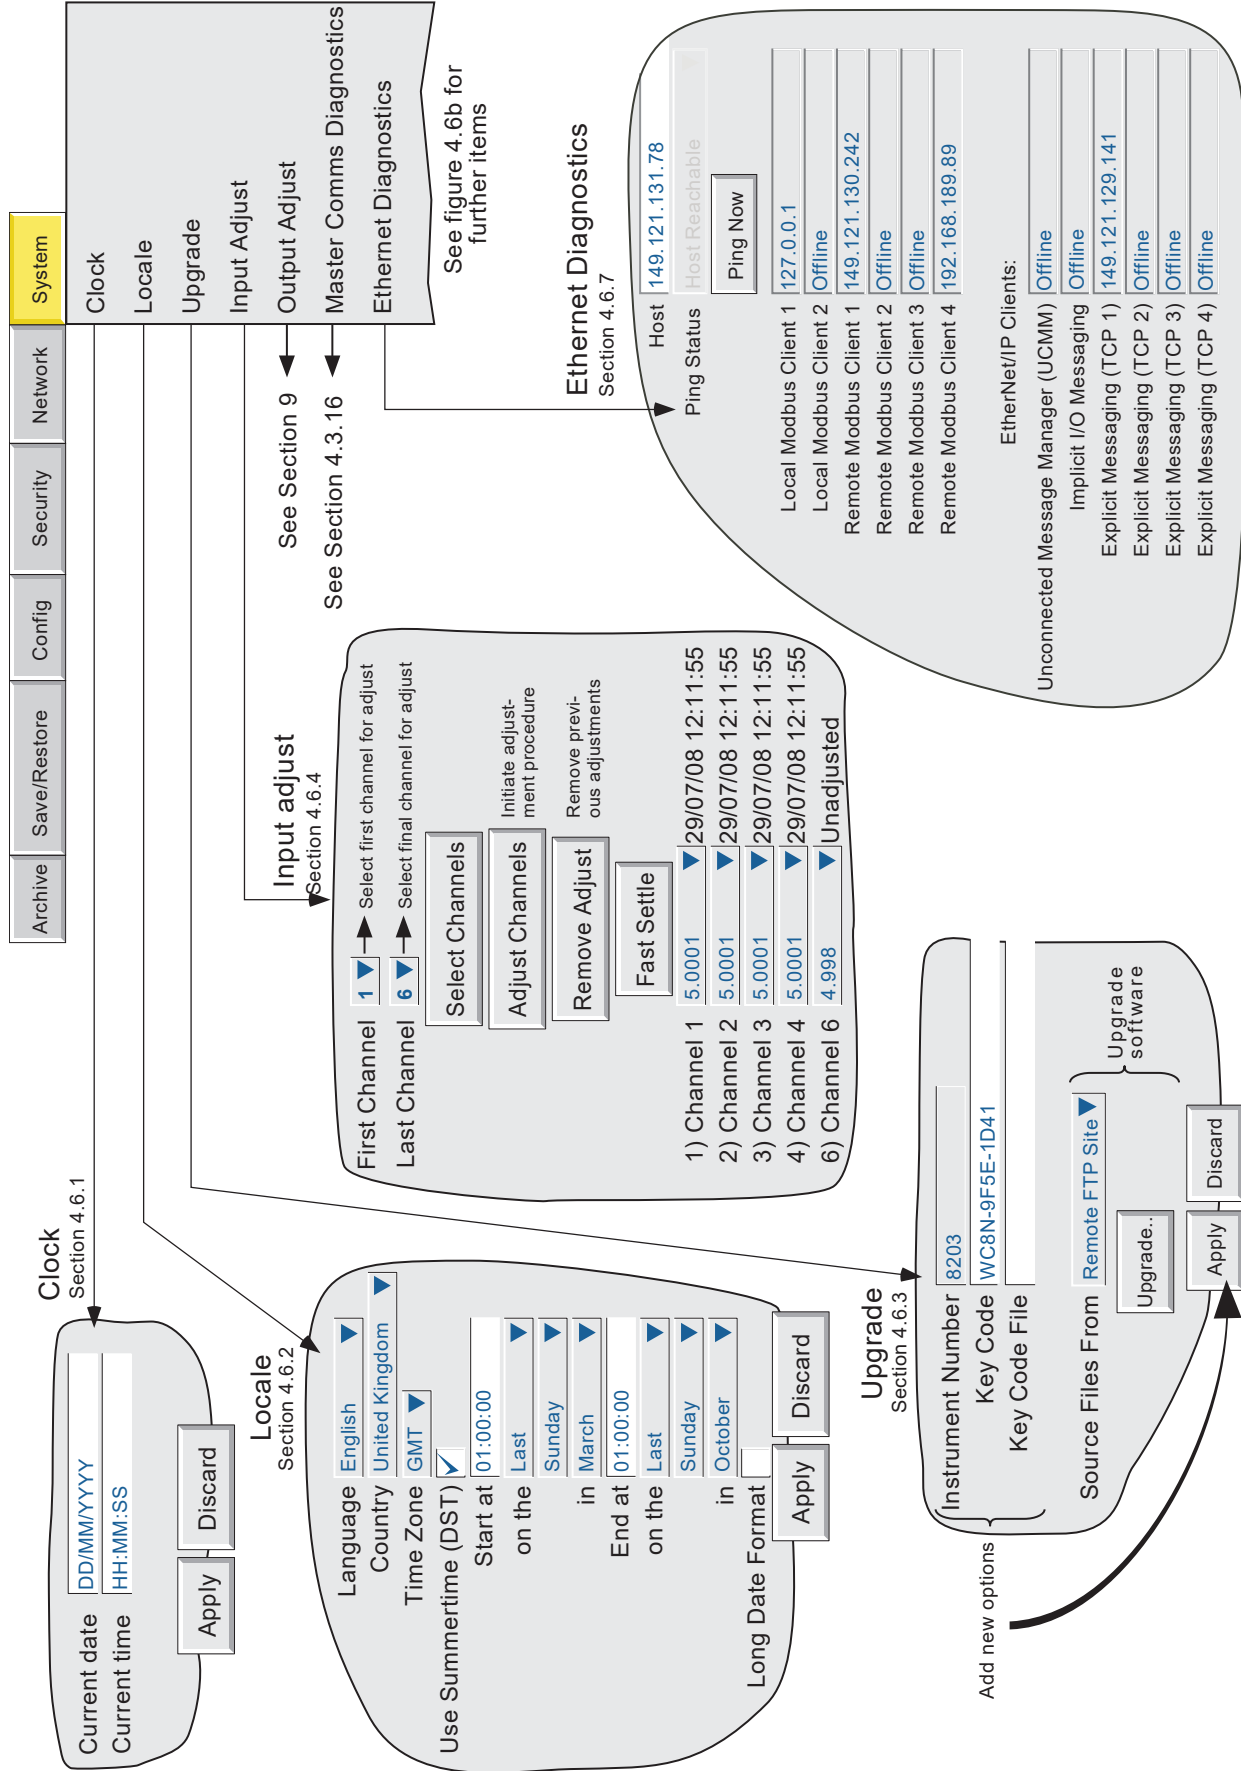 Archive
Save/Restore
Config
Security
Network
System
Clock
Locale
Upgrade
Input Adjust
Output Adjust
Master Comms Diagnostics
Ethernet Diagnostics
See Section 9
See Section 4.3.16
See figure 4.6b for
further items
Clock
Section 4.6.1
Current date DD/MM/YYYY
Current time HH:MM:SS
Apply
Discard
Locale
Section 4.6.2
Language English
Country United Kingdom
Time Zone GMT
Use Summertime (DST)
Start at 01:00:00
on the Last
Sunday
in March
End at 01:00:00
on the Last
Sunday
in October
Long Date Format
Apply
Discard
Input adjust
Section 4.6.4
First Channel 1 Select first channel for adjust
Last Channel 6 Select final channel for adjust
Select Channels
Adjust Channels
Initiate adjust-
ment procedure
Remove Adjust
Remove previ-
ous adjustments
Fast Settle
1) Channel 1 5.0001 29/07/08 12:11:55
2) Channel 2 5.0001 29/07/08 12:11:55
3) Channel 3 5.0001 29/07/08 12:11:55
4) Channel 4 5.0001 29/07/08 12:11:55
6) Channel 6 4.998 Unadjusted
Upgrade
Section 4.6.3
Instrument Number 8203
Key Code WC8N-9F5E-1D41
Key Code File
Add new options
Source Files From Remote FTP Site
Upgrade..
Upgrade
software
Apply
Discard
Ethernet Diagnostics
Section 4.6.7
Host 149.121.131.78
Ping Status Host Reachable
Ping Now
Local Modbus Client 1 127.0.0.1
Local Modbus Client 2 Offline
Remote Modbus Client 1 149.121.130.242
Remote Modbus Client 2 Offline
Remote Modbus Client 3 Offline
Remote Modbus Client 4 192.168.189.89
EtherNet/IP Clients:
Unconnected Message Manager (UCMM) Offline
Implicit I/O Messaging Offline
Explicit Messaging (TCP 1) 149.121.129.141
Explicit Messaging (TCP 2) Offline
Explicit Messaging (TCP 3) Offline
Explicit Messaging (TCP 4) Offline